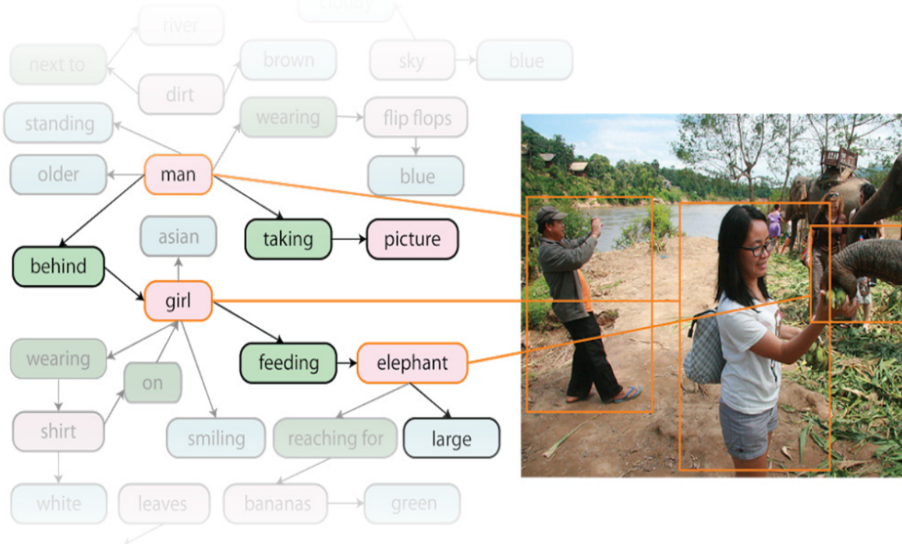 cloudy
river
next to
brown
sky
blue
dirt
standing
wearing
flip flops
older
man
blue
asian
taking
picture
behind
girl
wearing
on
feeding
elephant
shirt
smiling
reaching for
large
white
leaves
bananas
green